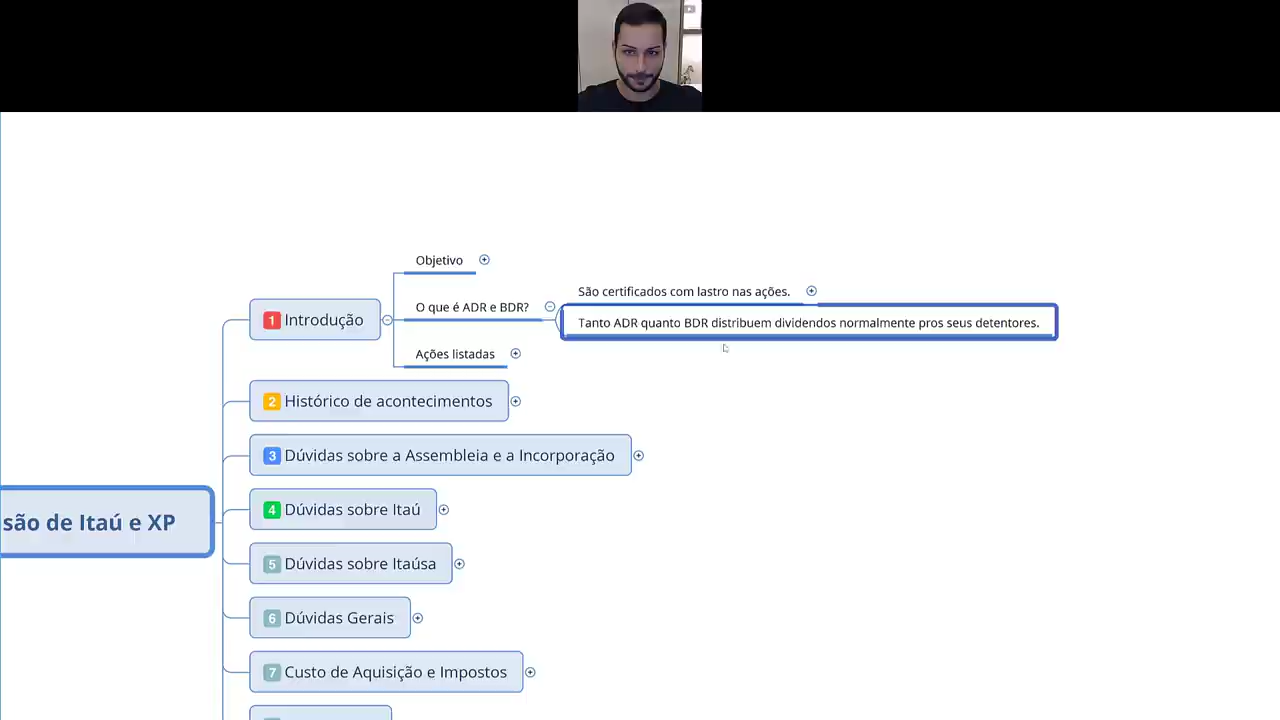 Objetivo
São certificados com lastro nas ações.
O que é ADR e BDR?
Tanto ADR quanto BDR distribuem dividendos normalmente pros seus detentores.
1 Introdução
Ações listadas
2 Histórico de acontecimentos
3 Dúvidas sobre a Assembleia e a Incorporação
4 Dúvidas sobre Itaú
são de Itaú e XP
5 Dúvidas sobre Itaúsa
6 Dúvidas Gerais
7 Custo de Aquisição e Impostos